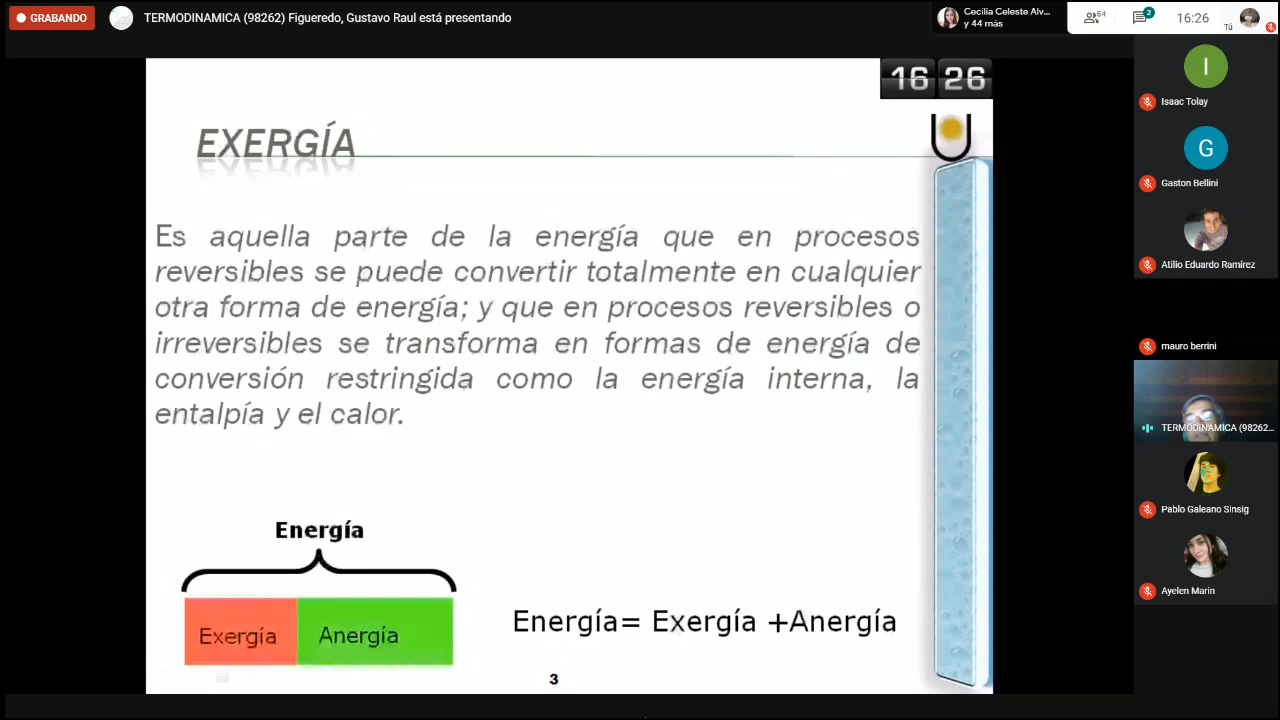 GRABANDO
TERMODINAMICA (98262) Figueredo, Gustavo Raul está presentando
Cecilia Celeste Alv...
y 44 más
54
2
16:26
Tú
16 26
EXERGÍA
Es aquella parte de la energía que en procesos
reversibles se puede convertir totalmente en cualquier
otra forma de energía; y que en procesos reversibles o
irreversibles se transforma en formas de energía de
conversión restringida como la energía interna, la
entalpía y el calor.
Energía
Exergía Anergía
Energía= Exergía +Anergía
3
I
Isaac Tolay
G
Gaston Bellini
Atilio Eduardo Ramírez
mauro berrini
TERMODINAMICA (98262...
Pablo Galeano Sinsig
Ayelen Marin